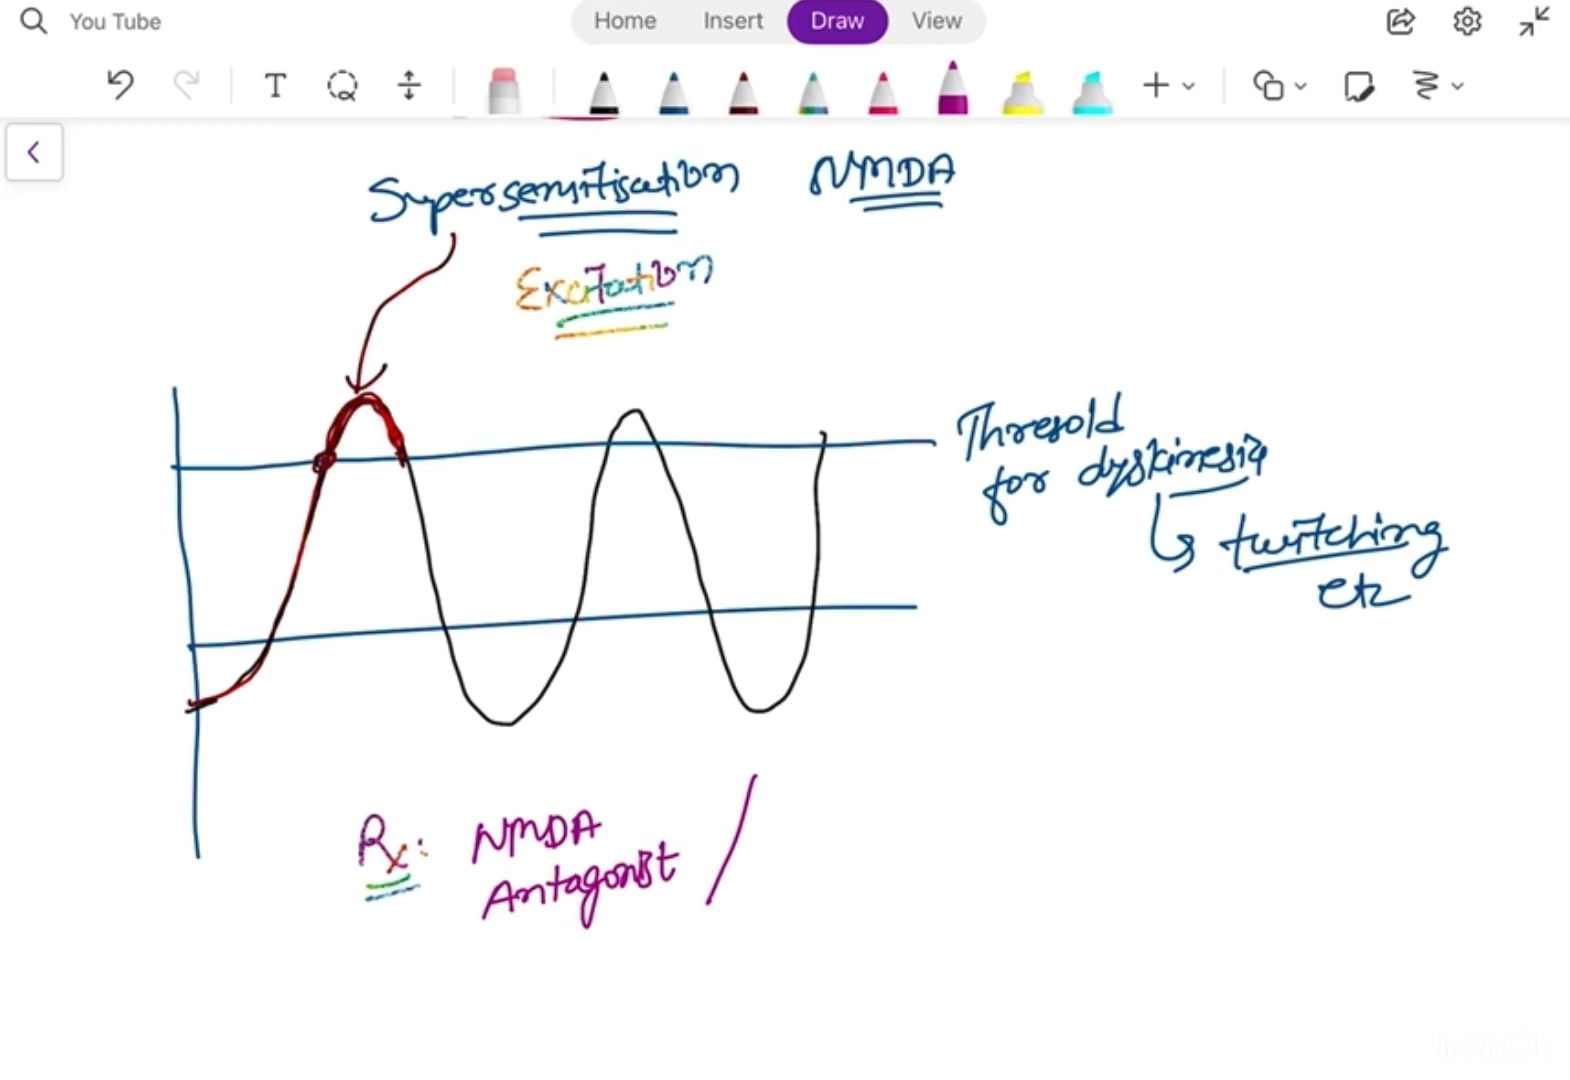 You Tube
Home Insert Draw View
T
Supersensitisation NMDA
Excitation
Thresold
for dyskinesia
twitching
etc
Rx: NMDA
Antagonist /